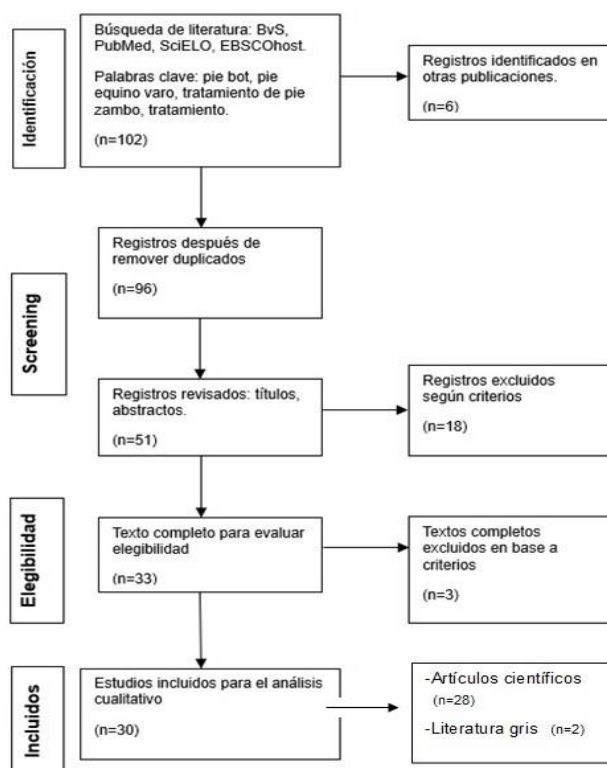 Identificación
Búsqueda de literatura: BvS,
PubMed, SciELO, EBSCOhost.
Palabras clave: pie bot, pie
equino varo, tratamiento de pie
zambo, tratamiento.
(n=102)
Registros identificados en
otras publicaciones.
(n=6)
Screening
Registros después de
remover duplicados
(n=96)
Registros revisados: títulos,
abstractos.
(n=51)
Registros excluidos
según criterios
(n=18)
Elegibilidad
Texto completo para evaluar
elegibilidad
(n=33)
Textos completos
excluidos en base a
criterios
(n=3)
Incluidos
Estudios incluidos para el análisis
cualitativo
(n=30)
-Artículos científicos
(n=28)
-Literatura gris (n=2)